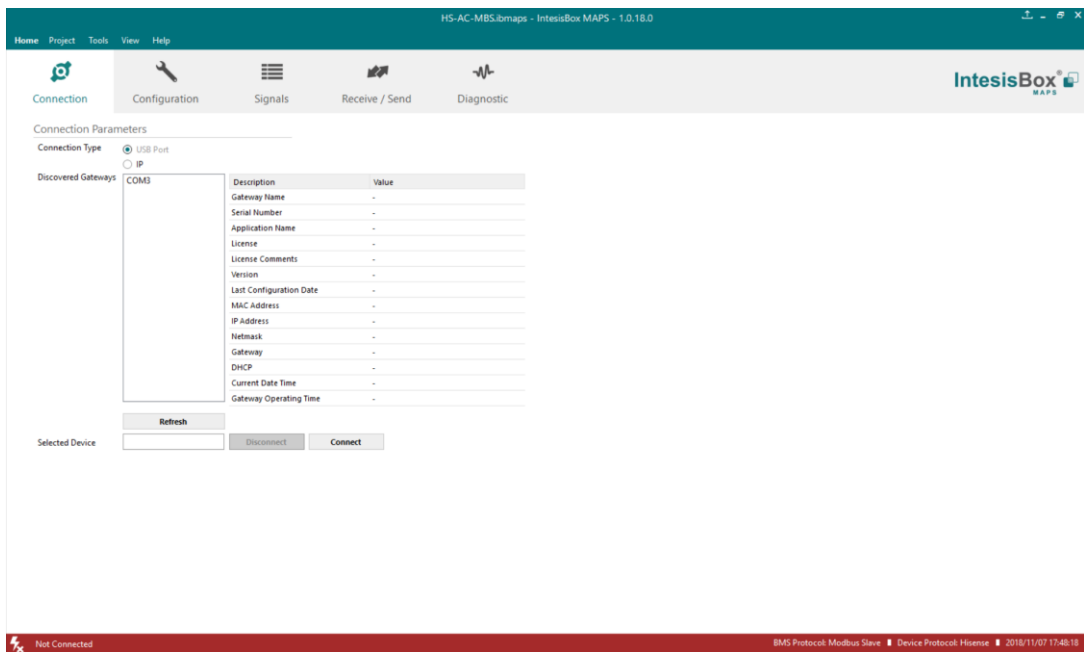 HS-AC-MBS.ibmaps - IntesisBox MAPS - 1.0.18.0
Home Project Tools View Help
Connection Configuration Signals Receive / Send Diagnostic
IntesisBox®
MAPS
Connection Parameters
Connection Type USB Port
IP
Discovered Gateways COM3
Description Value
Gateway Name -
Serial Number -
Application Name -
License -
License Comments -
Version -
Last Configuration Date -
MAC Address -
IP Address -
Netmask -
Gateway -
DHCP -
Current Date Time -
Gateway Operating Time -
Refresh
Selected Device Disconnect Connect
Not Connected BMS Protocol: Modbus Slave Device Protocol: Hisense 2018/11/07 17:48:18